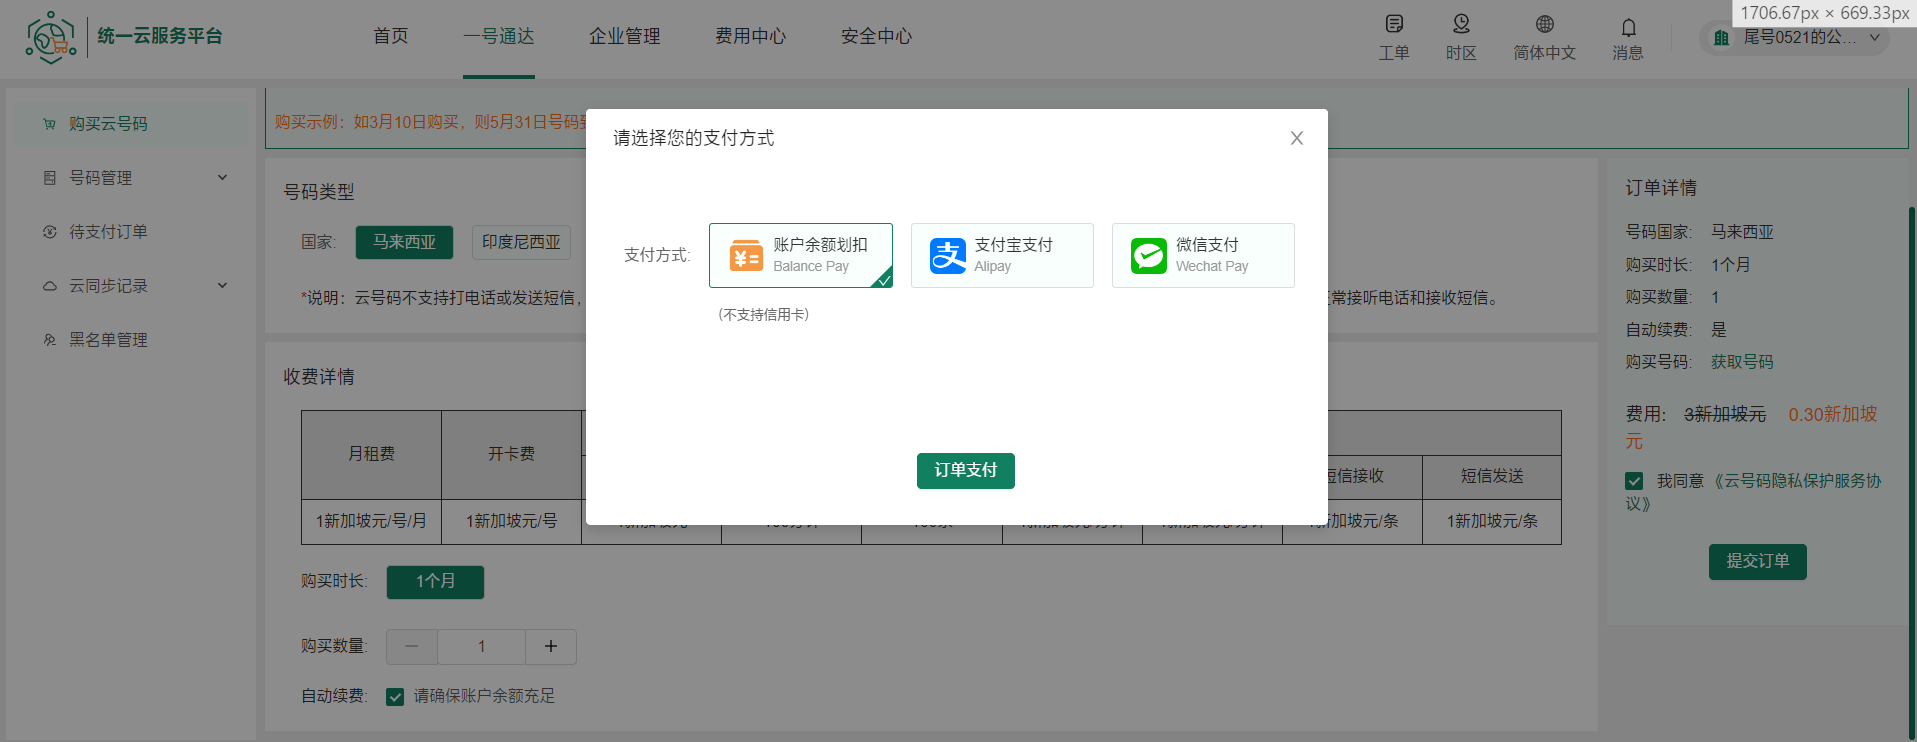 统一云服务平台
首页
一号通达
企业管理
费用中心
安全中心
工单
时区
简体中文
消息
1706.67px × 669.33px
尾号0521的公...
购买云号码
号码管理
待支付订单
云同步记录
黑名单管理
购买示例：如3月10日购买，则5月31日号码
号码类型
国家:
马来西亚
印度尼西亚
*说明：云号码不支持打电话或发送短信，
常接听电话和接收短信。
请选择您的支付方式
支付方式:
账户余额划扣
Balance Pay
支付宝支付
Alipay
微信支付
Wechat Pay
（不支持信用卡）
订单支付
收费详情
月租费
开卡费
短信接收
短信发送
1新加坡元/号/月
1新加坡元/号
1新加坡元/条
1新加坡元/条
购买时长:
1个月
购买数量:
1
自动续费:
请确保账户余额充足
订单详情
号码国家:
马来西亚
购买时长:
1个月
购买数量:
1
自动续费:
是
购买号码:
获取号码
费用:
3新加坡元
0.30新加坡
元
我同意《云号码隐私保护服务协
议》
提交订单